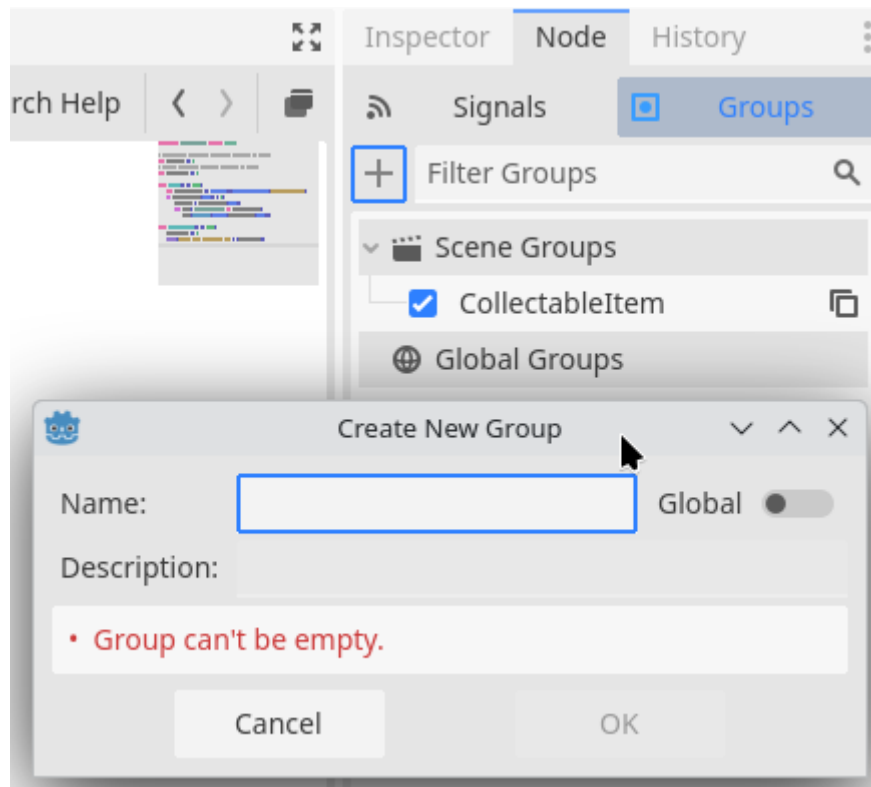 Inspector Node History
rch Help
Signals Groups
Filter Groups
Scene Groups
CollectableItem
Global Groups
Create New Group
Name: Global
Description:
• Group can't be empty.
Cancel OK